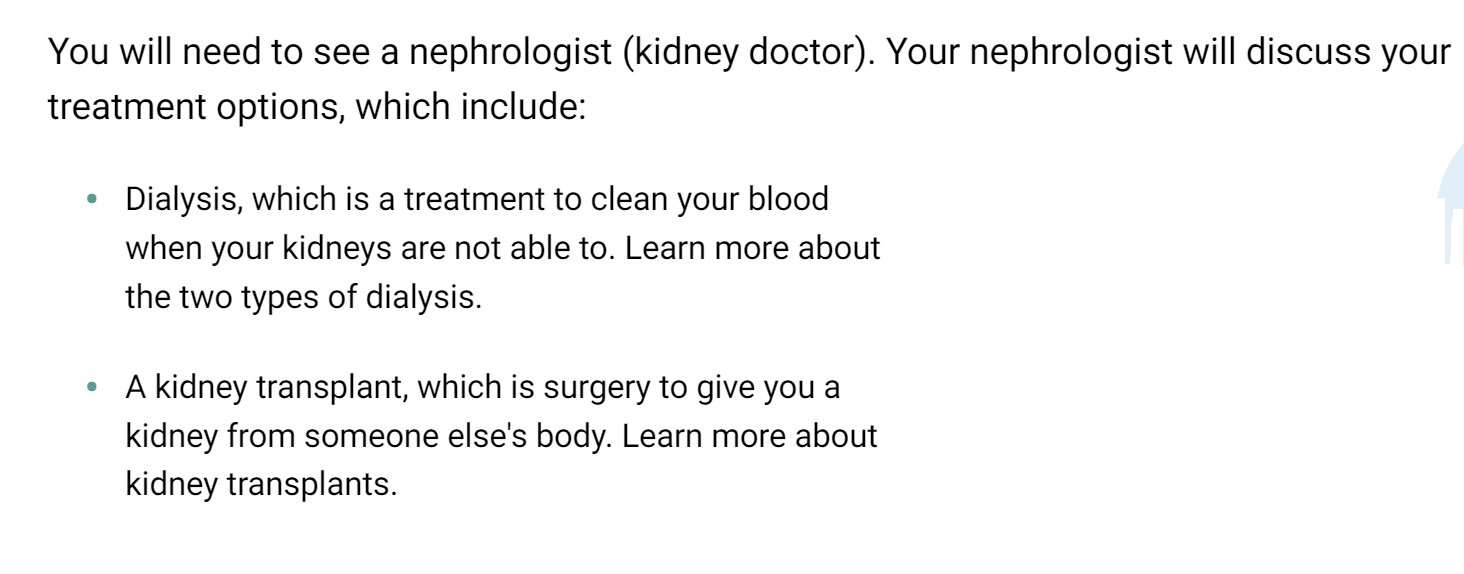 You will need to see a nephrologist (kidney doctor). Your nephrologist will discuss your
treatment options, which include:
• Dialysis, which is a treatment to clean your blood
when your kidneys are not able to. Learn more about
the two types of dialysis.
• A kidney transplant, which is surgery to give you a
kidney from someone else's body. Learn more about
kidney transplants.